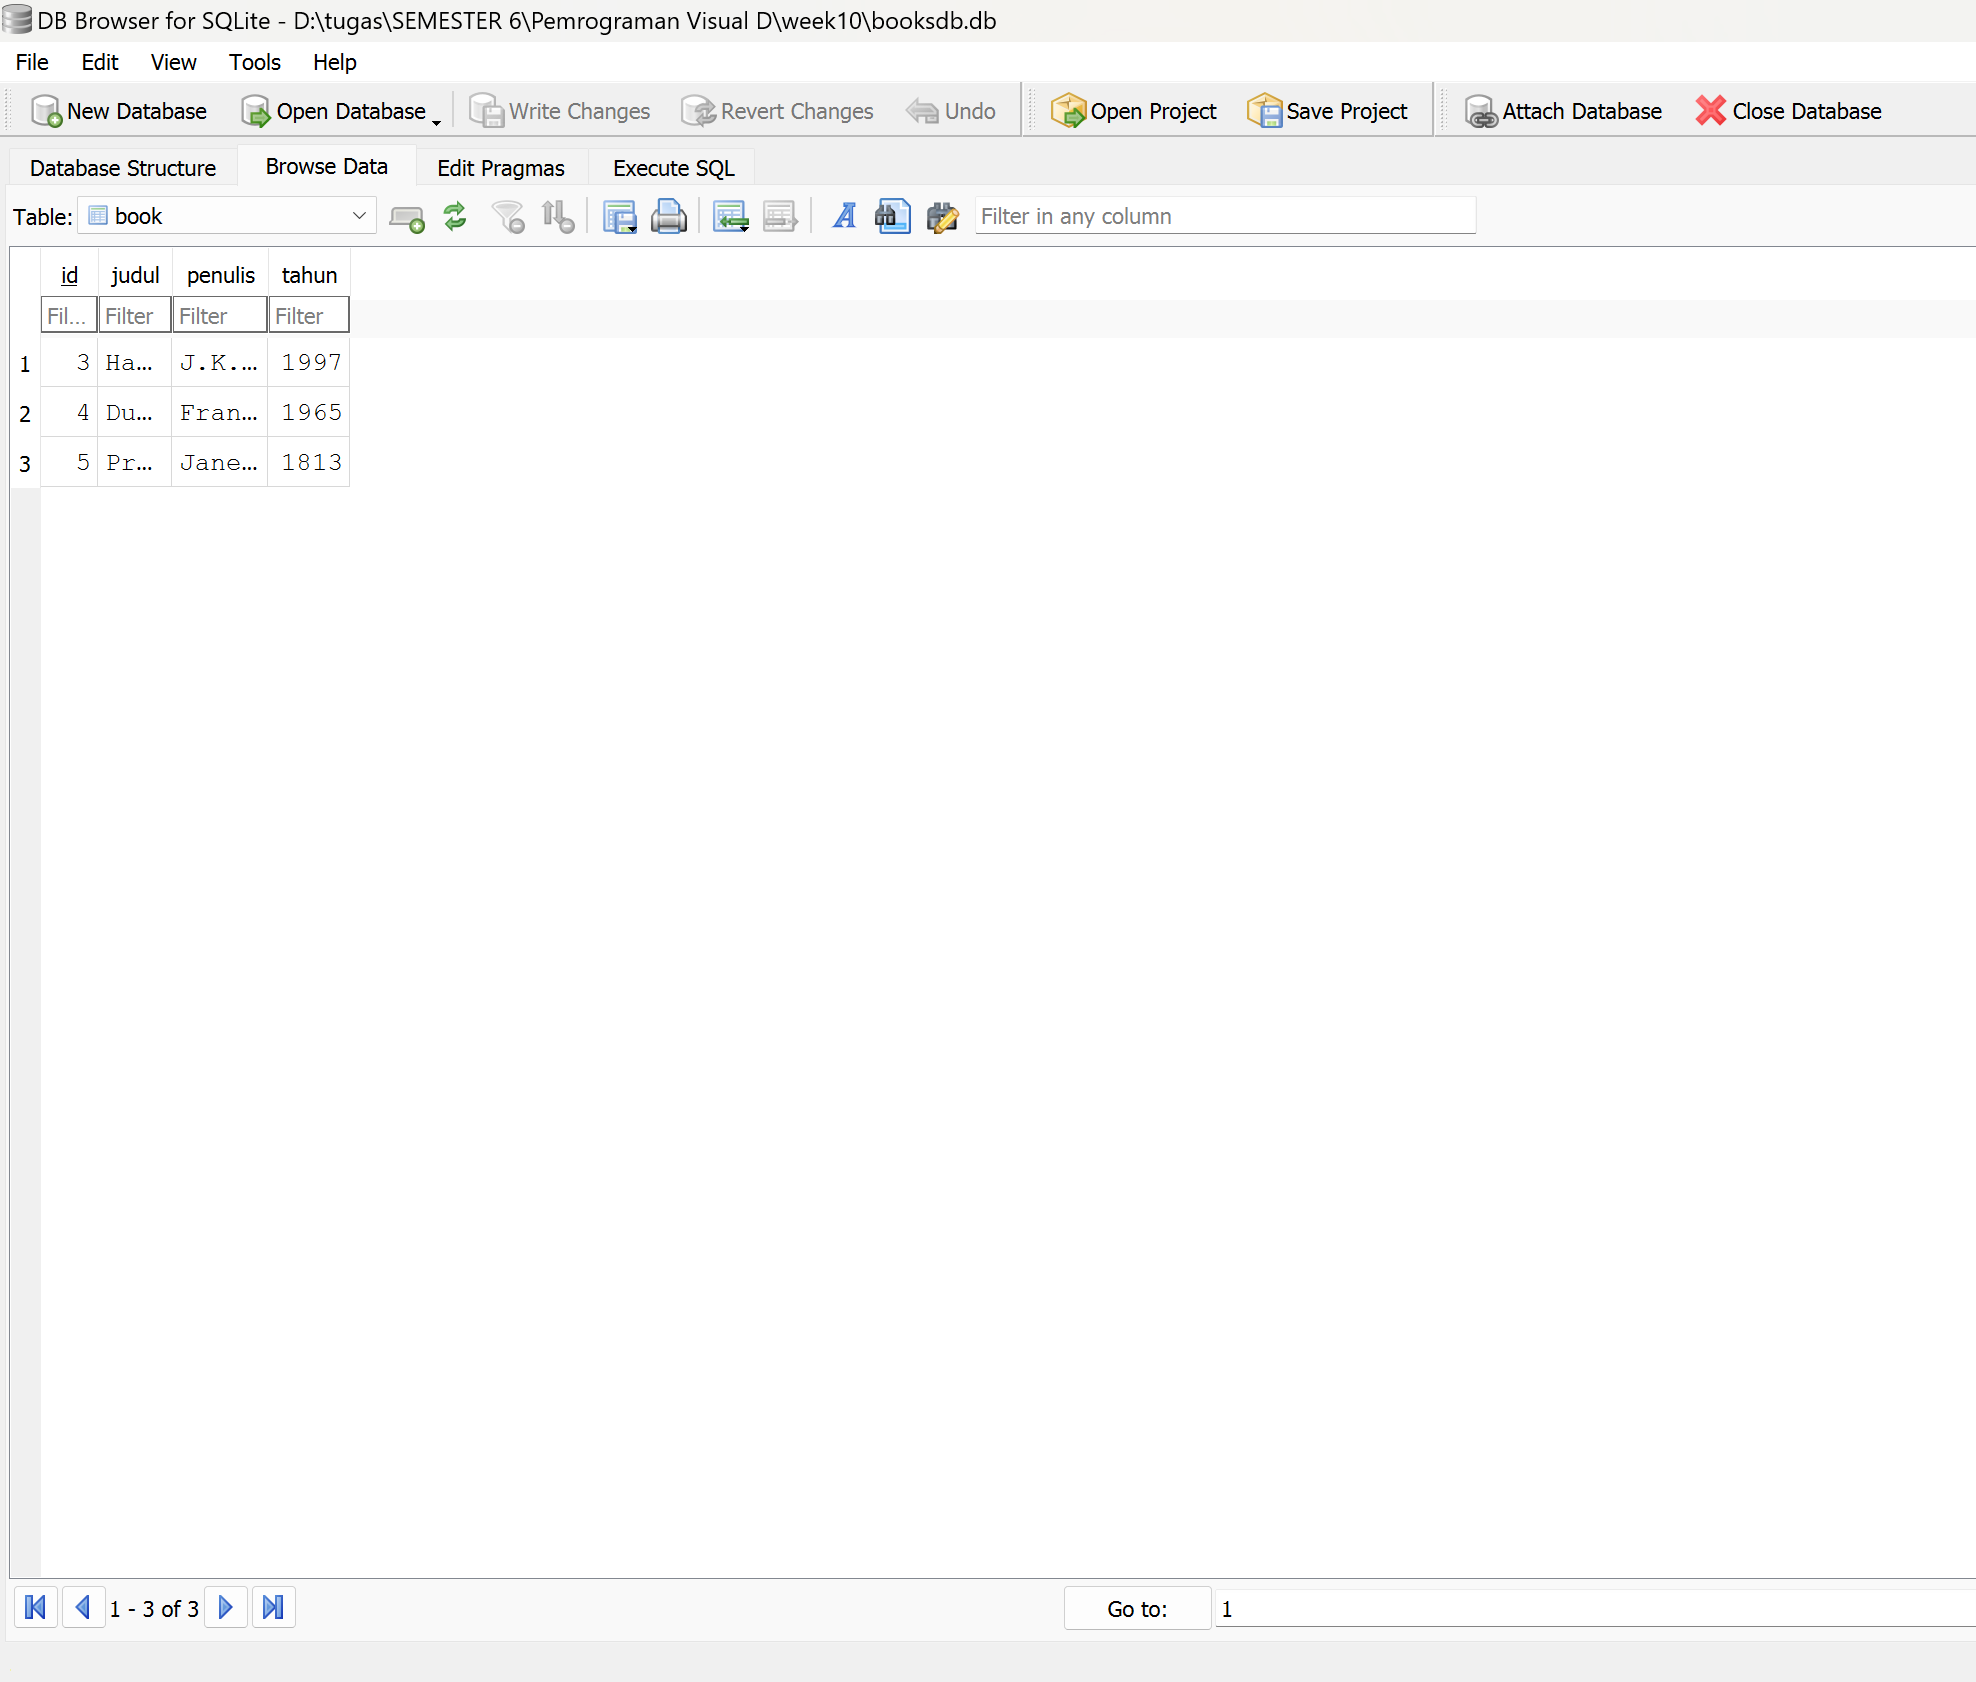 DB Browser for SQLite - D:\tugas\SEMESTER 6\Pemrograman Visual D\week10\booksdb.db
File Edit View Tools Help
New Database Open Database Write Changes Revert Changes Undo Open Project Save Project Attach Database Close Database
Database Structure Browse Data Edit Pragmas Execute SQL
Table: book Filter in any column
id judul penulis tahun
Fil... Filter Filter Filter
1 3 Ha... J.K.... 1997
2 4 Du... Fran... 1965
3 5 Pr... Jane... 1813
1 - 3 of 3 Go to: 1